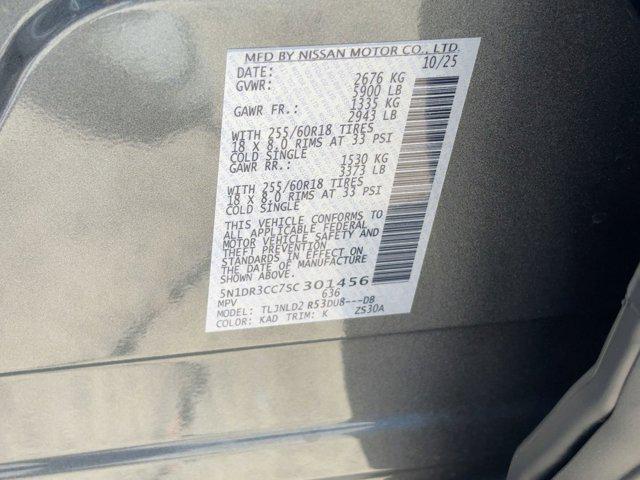 MFD BY NISSAN MOTOR CO., LTD.
DATE: 10/25
GVWR: 2676 KG
5900 LB
GAWR FR.: 1335 KG
2943 LB
WITH 255/60R18 TIRES
18 X 8.0 RIMS AT 33 PSI
COLD SINGLE
GAWR RR.: 1530 KG
3373 LB
WITH 255/60R18 TIRES
18 X 8.0 RIMS AT 33 PSI
COLD SINGLE
THIS VEHICLE CONFORMS TO
ALL APPLICABLE FEDERAL
MOTOR VEHICLE SAFETY AND
THEFT PREVENTION
STANDARDS IN EFFECT ON
THE DATE OF MANUFACTURE
SHOWN ABOVE.
5N1DR3CC7SC301456
MPV 636
MODEL: TLJNLD2 R53DU8---DB
COLOR: KAD TRIM: K ZS30A